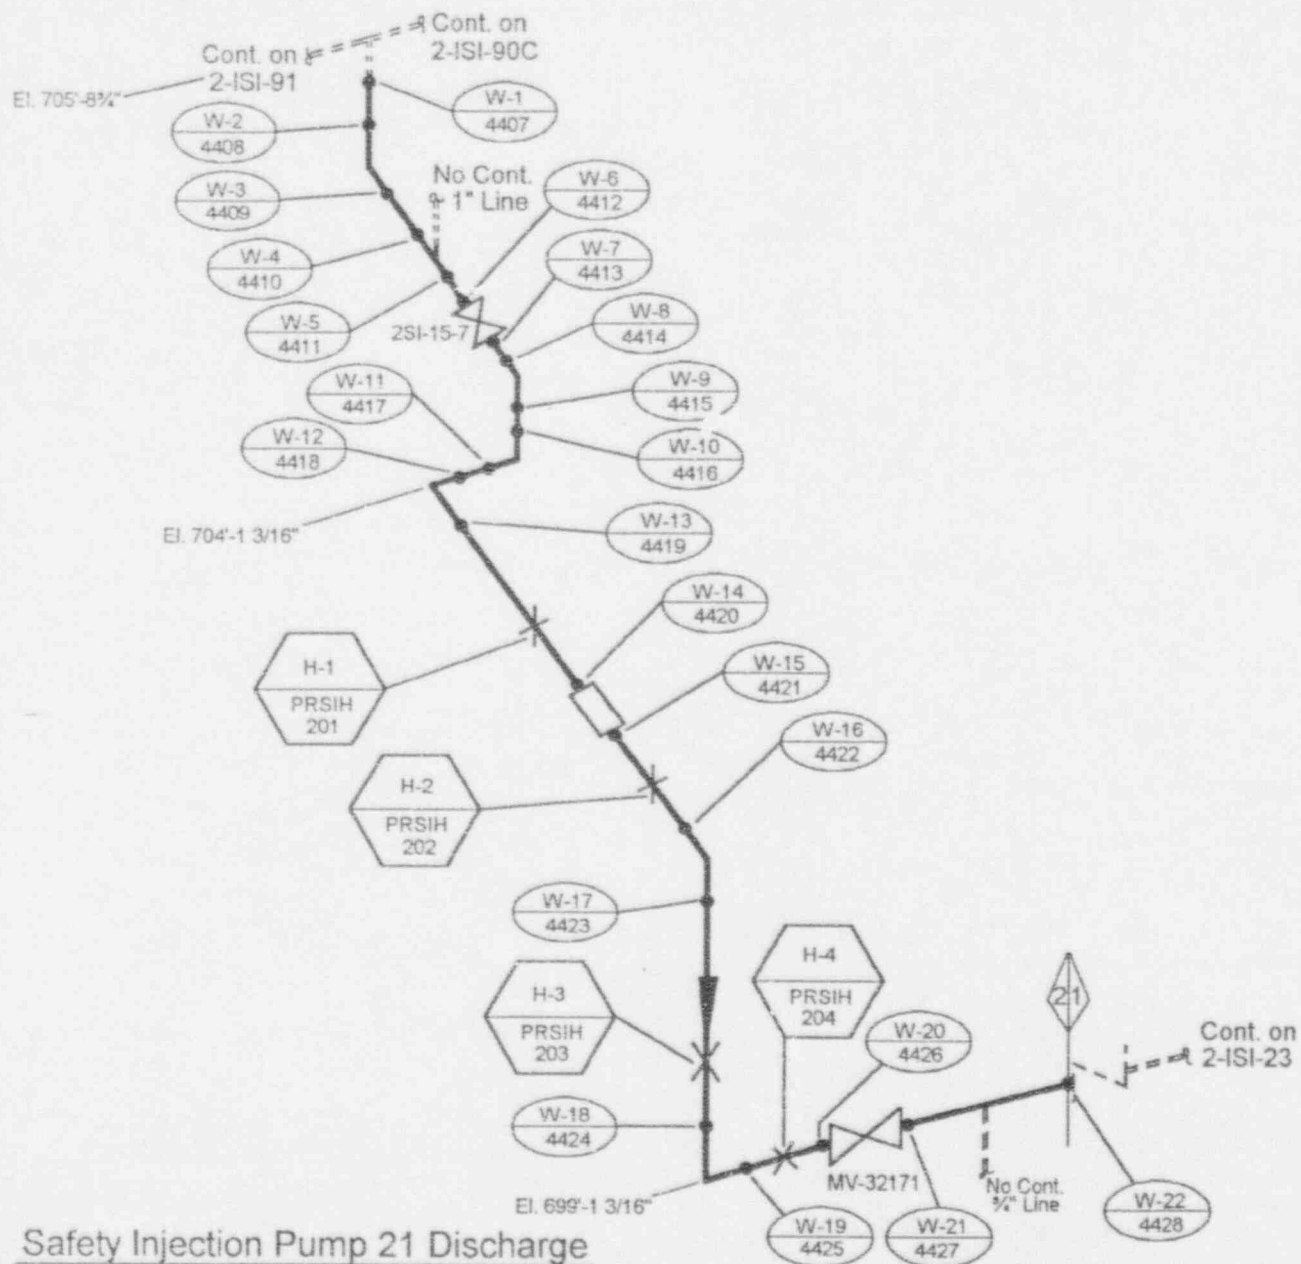 Cont. on
2-ISI-90C
Cont. on
2-ISI-91
El. 705'-8¾"
W-1
4407
W-2
4408
No Cont.
1" Line
W-6
4412
W-3
4409
W-7
4413
W-4
4410
W-5
4411
2SI-15-7
W-8
4414
W-11
4417
W-9
4415
W-12
4418
W-10
4416
El. 704'-1 3/16"
W-13
4419
W-14
4420
H-1
PRSIH
201
W-15
4421
W-16
4422
H-2
PRSIH
202
W-17
4423
H-4
PRSIH
204
H-3
PRSIH
203
21
W-20
4426
Cont. on
2-ISI-23
W-18
4424
MV-32171
No Cont.
¾" Line
El. 699'-1 3/16"
W-22
4428
W-19
4425
W-21
4427
Safety Injection Pump 21 Discharge